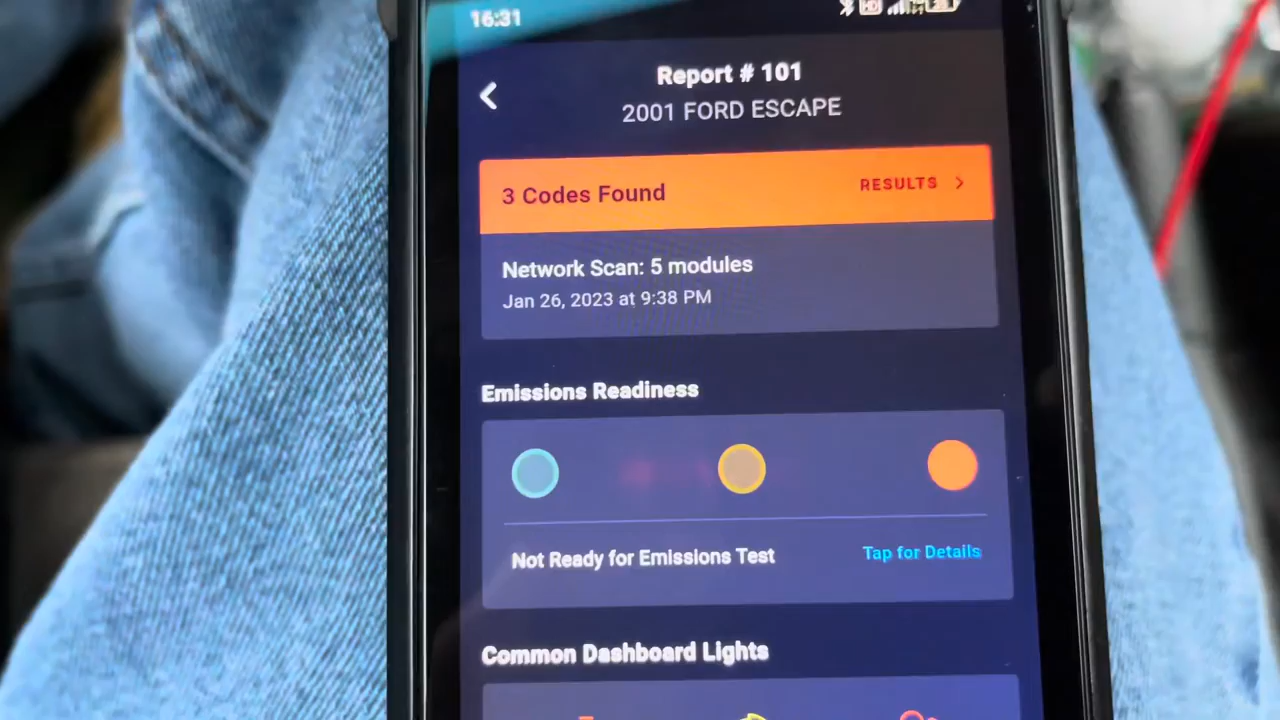 16:31
Report # 101
2001 FORD ESCAPE
3 Codes Found
RESULTS
Network Scan: 5 modules
Jan 26, 2023 at 9:38 PM
Emissions Readiness
Not Ready for Emissions Test
Tap for Details
Common Dashboard Lights